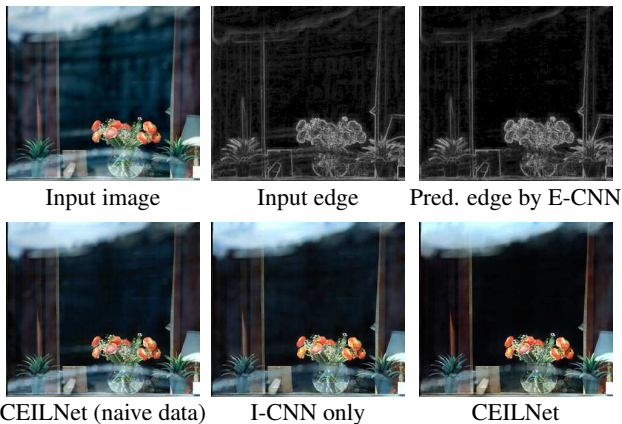 Input image
Input edge
Pred. edge by E-CNN
CEILNet (naive data)
I-CNN only
CEILNet